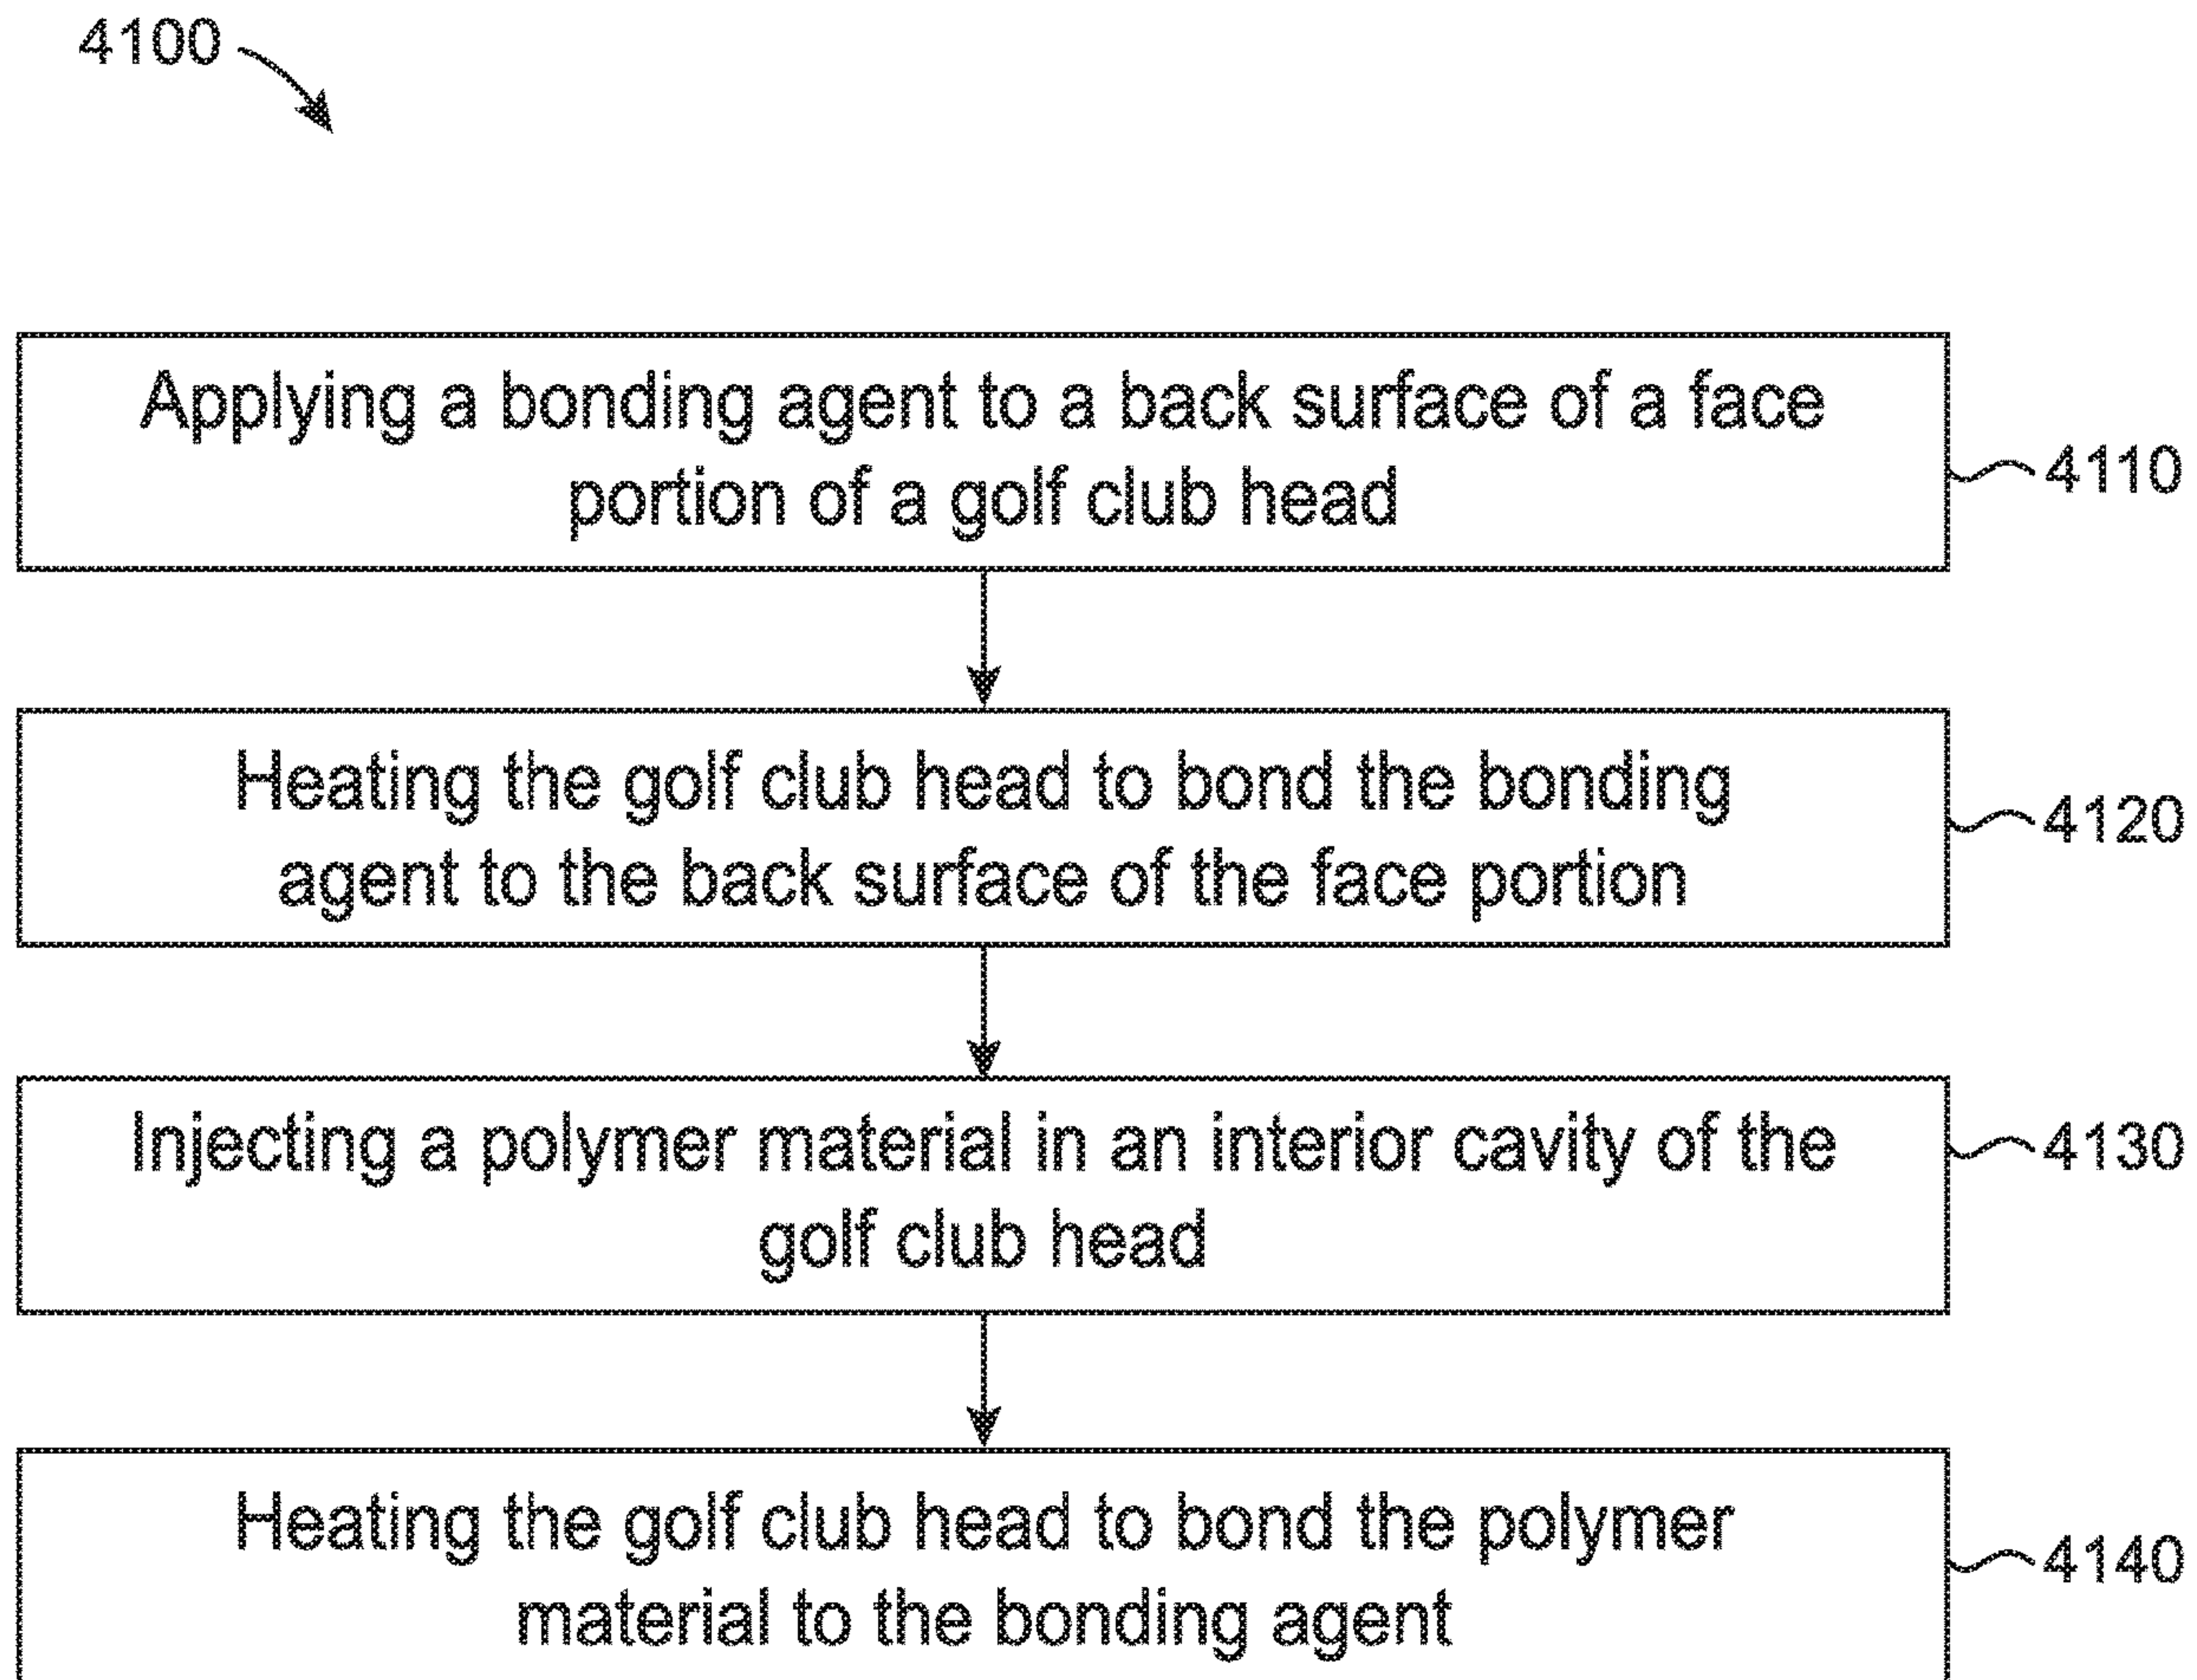 4100
Applying a bonding agent to a back surface of a face
portion of a golf club head
4110
Heating the golf club head to bond the bonding
agent to the back surface of the face portion
4120
Injecting a polymer material in an interior cavity of the
golf club head
4130
Heating the golf club head to bond the polymer
material to the bonding agent
4140